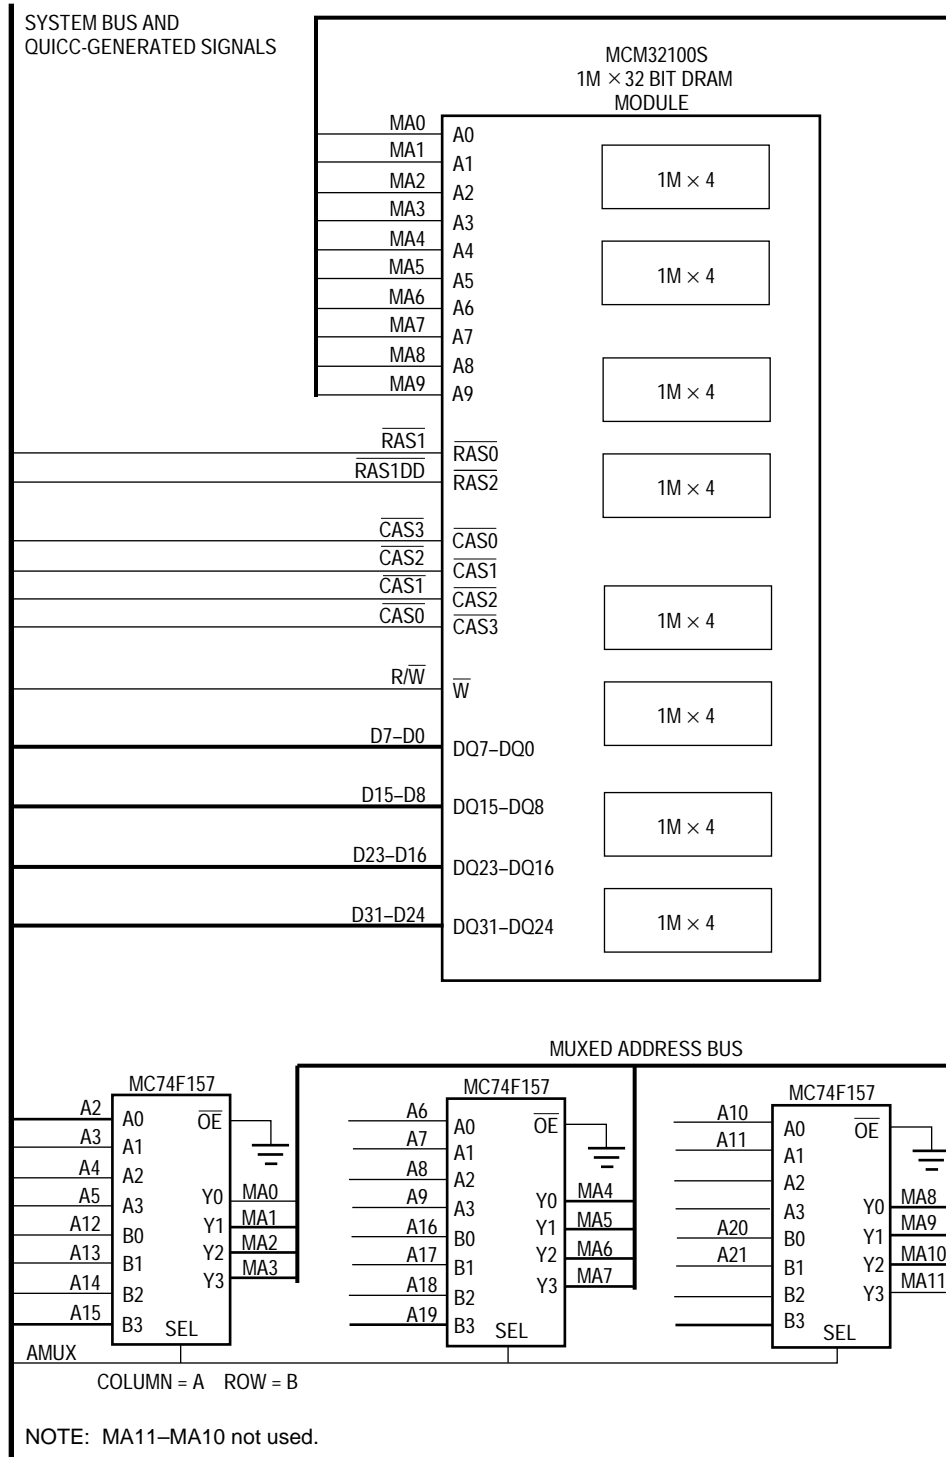 SYSTEM BUS AND
QUICC-GENERATED SIGNALS
MCM32100S
1M × 32 BIT DRAM
MODULE
MA0 A0
MA1 A1
MA2 A2
MA3 A3
MA4 A4
MA5 A5
MA6 A6
MA7 A7
MA8 A8
MA9 A9
RAS1 RAS0
RAS1DD RAS2
CAS3 CAS0
CAS2 CAS1
CAS1 CAS2
CAS0 CAS3
R/W W
D7–D0 DQ7–DQ0
D15–D8 DQ15–DQ8
D23–D16 DQ23–DQ16
D31–D24 DQ31–DQ24
1M × 4
1M × 4
1M × 4
1M × 4
1M × 4
1M × 4
1M × 4
1M × 4
MUXED ADDRESS BUS
MC74F157
A2 A0 OE
A3 A1
A4 A2
A5 A3 Y0 MA0
A12 B0 Y1 MA1
A13 B1 Y2 MA2
A14 B2 Y3 MA3
A15 B3 SEL
MC74F157
A6 A0 OE
A7 A1
A8 A2
A9 A3 Y0 MA4
A16 B0 Y1 MA5
A17 B1 Y2 MA6
A18 B2 Y3 MA7
A19 B3 SEL
MC74F157
A10 A0 OE
A11 A1
A2
A3 Y0 MA8
A20 B0 Y1 MA9
A21 B1 Y2 MA10
B2 Y3 MA11
B3 SEL
AMUX
COLUMN = A ROW = B
NOTE: MA11–MA10 not used.